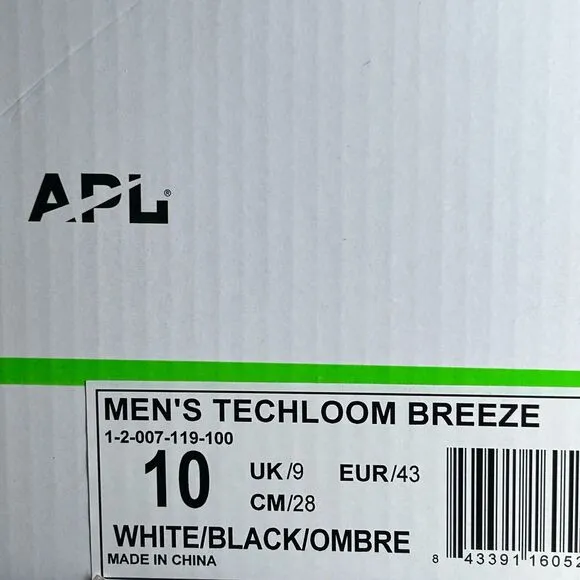 APL®
MEN'S TECHLOOM BREEZE
1-2-007-119-100
10 UK/9 EUR/43
CM/28
WHITE/BLACK/OMBRE
MADE IN CHINA
8 43391 16052